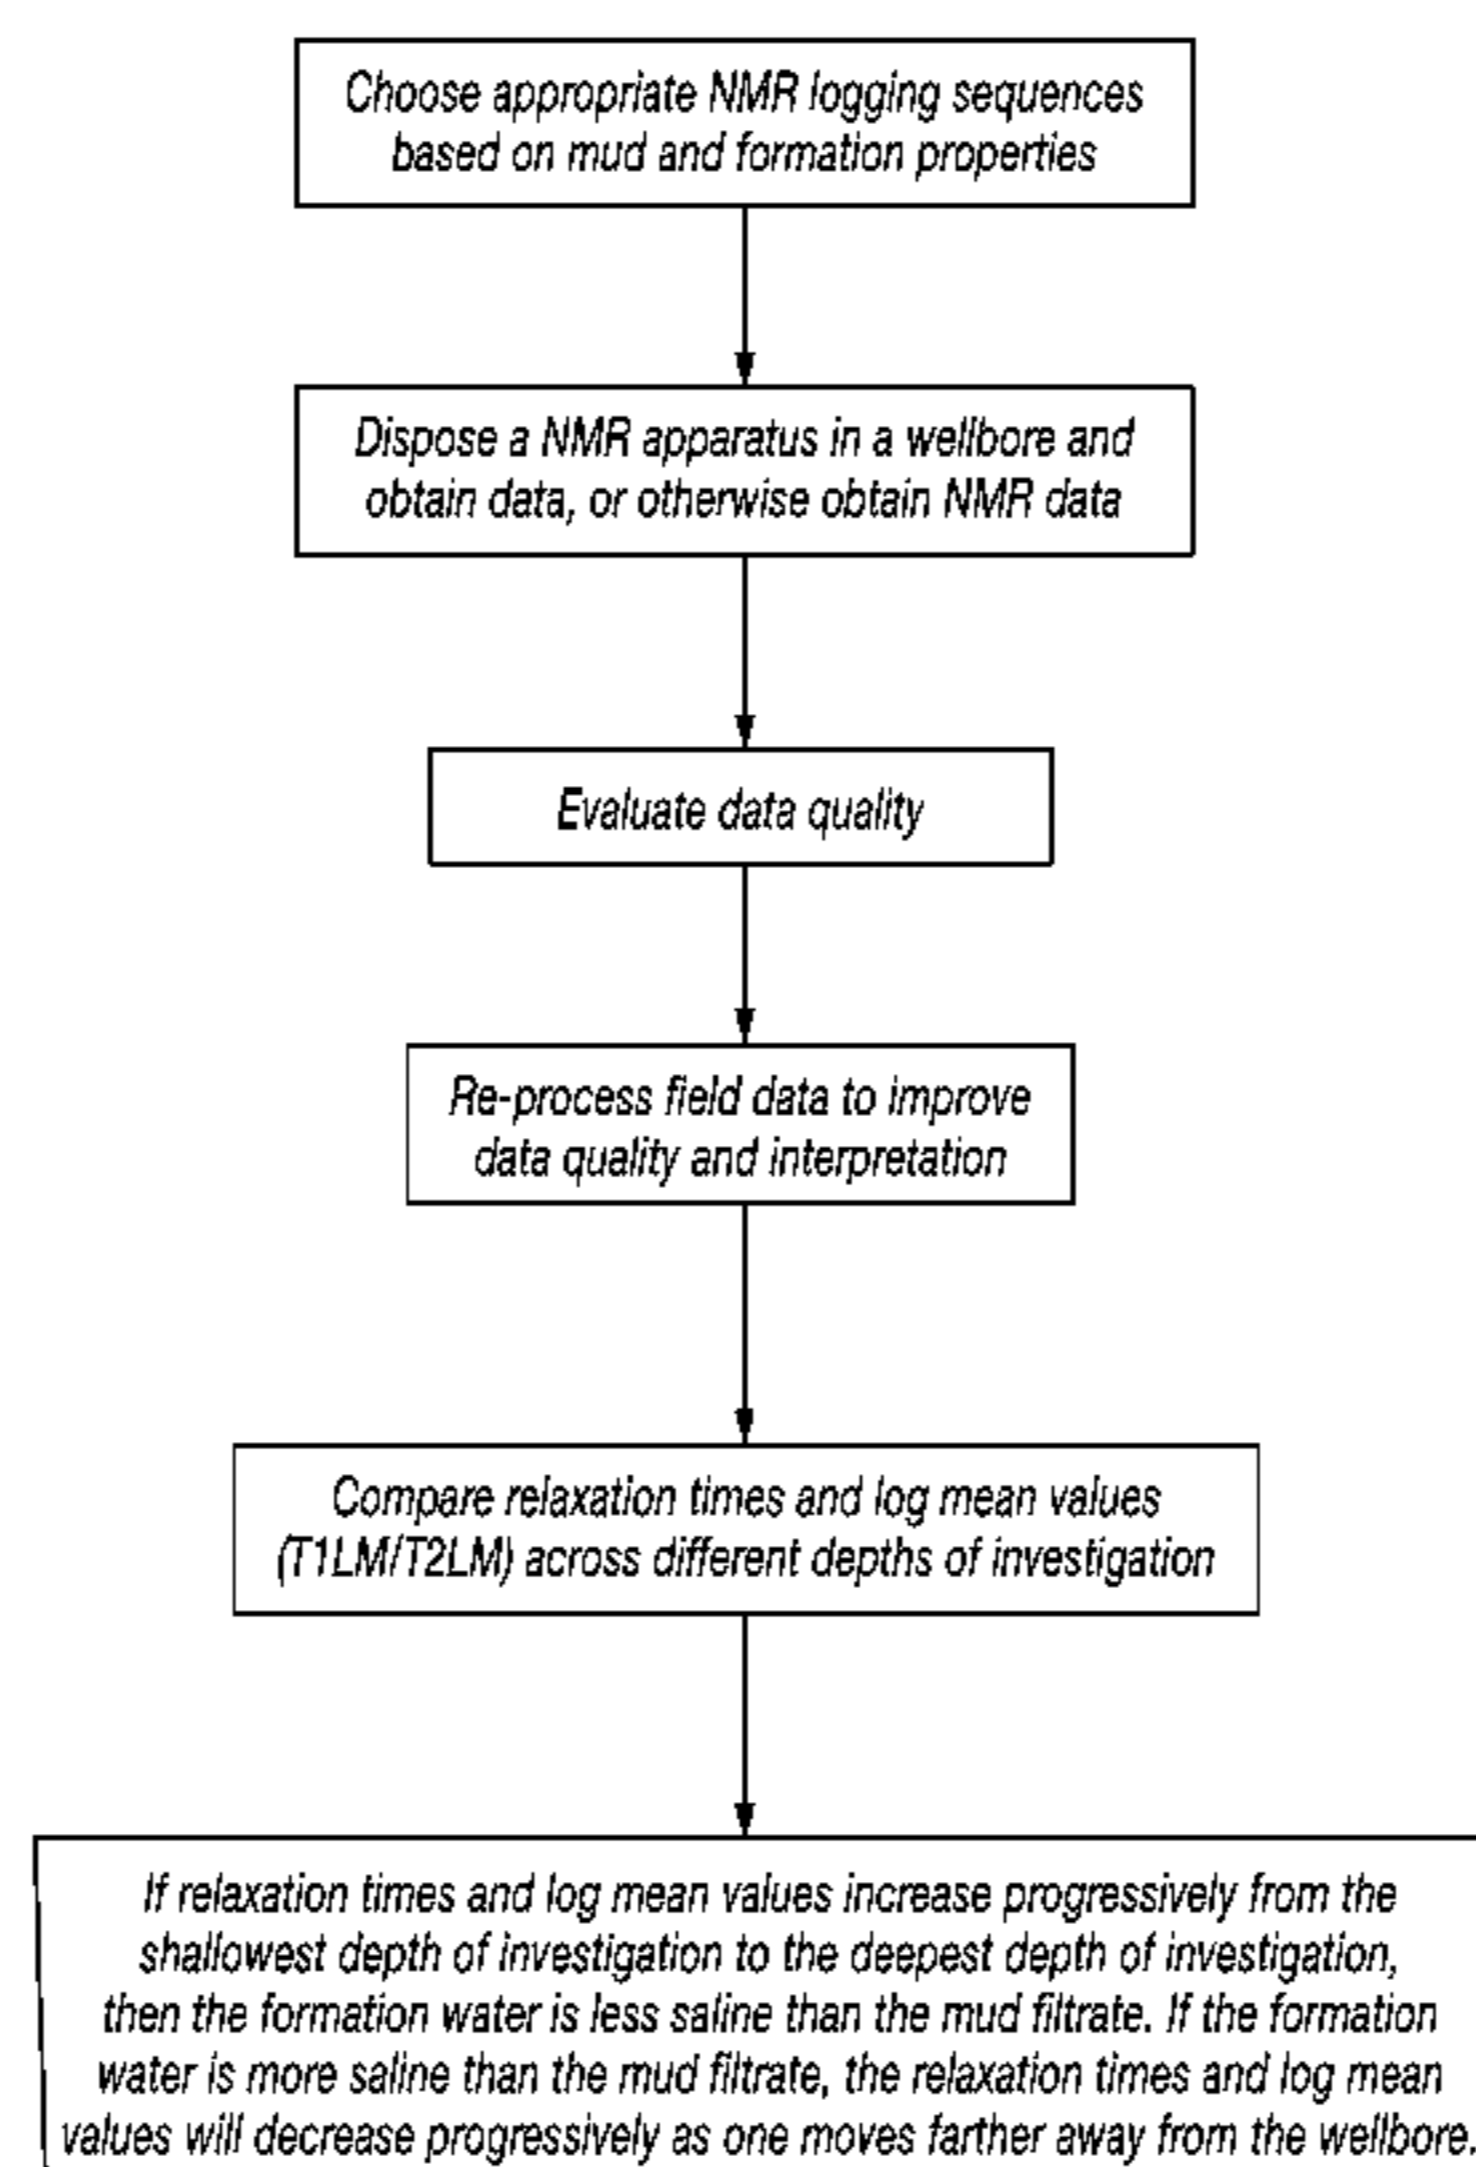 Choose appropriate NMR logging sequences
based on mud and formation properties
Dispose a NMR apparatus in a wellbore and
obtain data, or otherwise obtain NMR data
Evaluate data quality
Re-process field data to improve
data quality and interpretation
Compare relaxation times and log mean values
(T1LM/T2LM) across different depths of investigation
If relaxation times and log mean values increase progressively from the
shallowest depth of investigation to the deepest depth of investigation,
then the formation water is less saline than the mud filtrate. If the formation
water is more saline than the mud filtrate, the relaxation times and log mean
values will decrease progressively as one moves farther away from the wellbore.